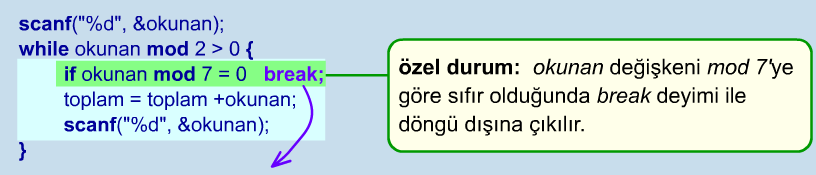 scanf("%d", &okunan);
while okunan mod 2 > 0 {
if okunan mod 7 = 0 break;
toplam = toplam +okunan;
scanf("%d", &okunan);
}
özel durum: okunan değişkeni mod 7'ye
göre sıfır olduğunda break deyimi ile
döngü dışına çıkılır.